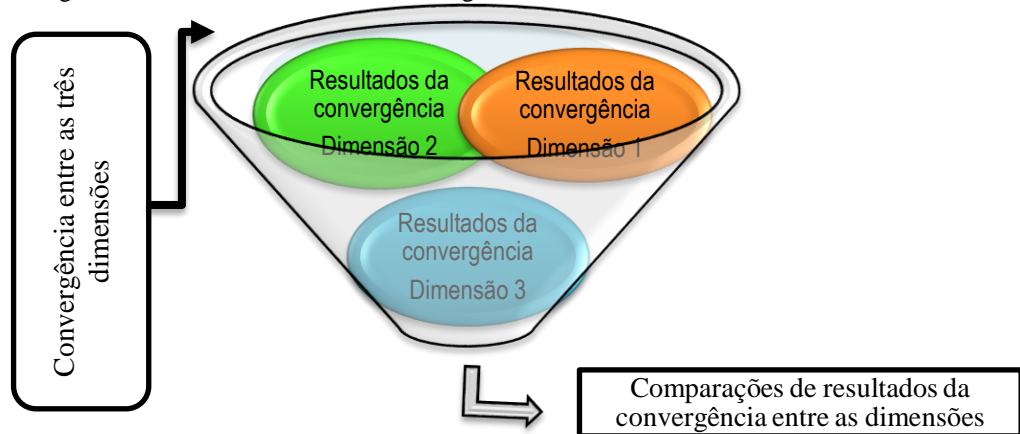 Convergência entre as três
dimensões
Resultados da
convergência
Dimensão 2
Resultados da
convergência
Dimensão 1
Resultados da
convergência
Dimensão 3
Comparações de resultados da
convergência entre as dimensões